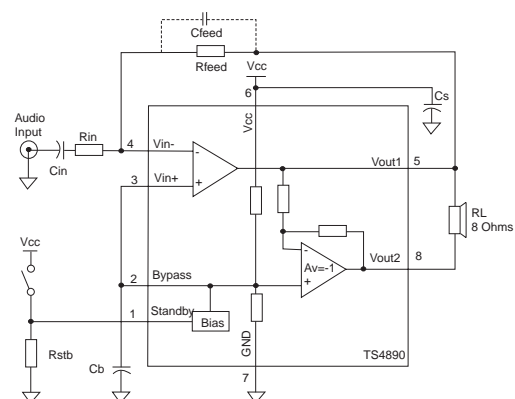 Cfeed
Rfeed
Vcc
6
Vcc
Cs
Audio
Input
Rin
4
Vin-
-
Vout1
5
Cin
3
Vin+
+
RL
8 Ohms
Vcc
-
Vout2
8
Av=-1
2
Bypass
+
1
Standby
Bias
GND
Rstb
Cb
TS4890
7